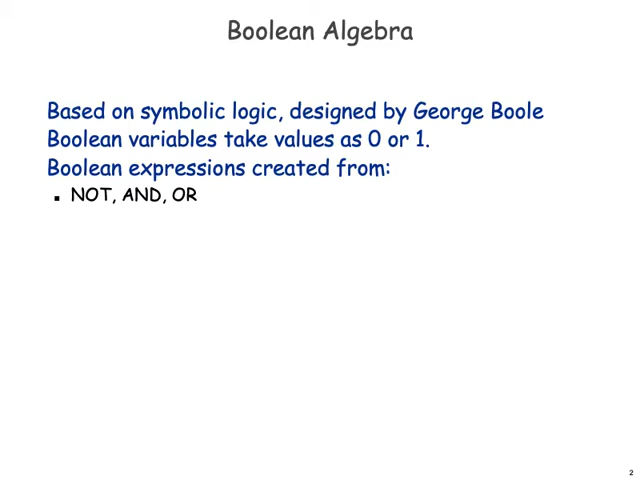 Boolean Algebra
Based on symbolic logic, designed by George Boole
Boolean variables take values as 0 or 1.
Boolean expressions created from:
▪ NOT, AND, OR
2